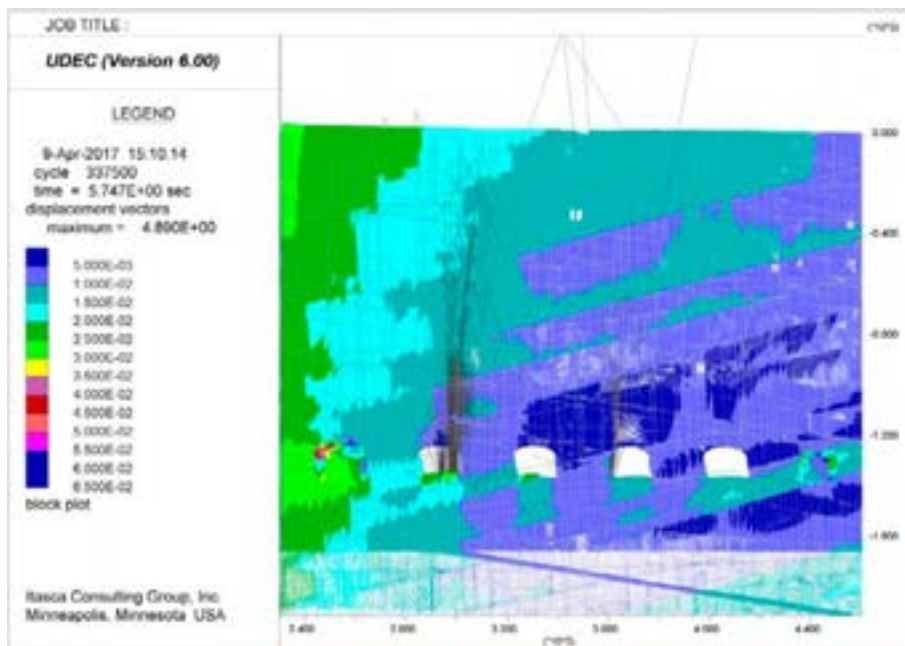 JOB TITLE :
UDEC (Version 6.00)
LEGEND
9-Apr-2017 15:10:14
cycle 337500
time = 5.747E+00 sec
displacement vectors
maximum = 4.890E+00
5.000E-03
1.000E-02
1.500E-02
2.000E-02
2.500E-02
3.000E-02
3.500E-02
4.000E-02
4.500E-02
5.000E-02
5.500E-02
6.000E-02
6.500E-02
block plot
Itasca Consulting Group, Inc.
Minneapolis, Minnesota USA
0.000
-0.400
-0.800
-1.200
-1.600